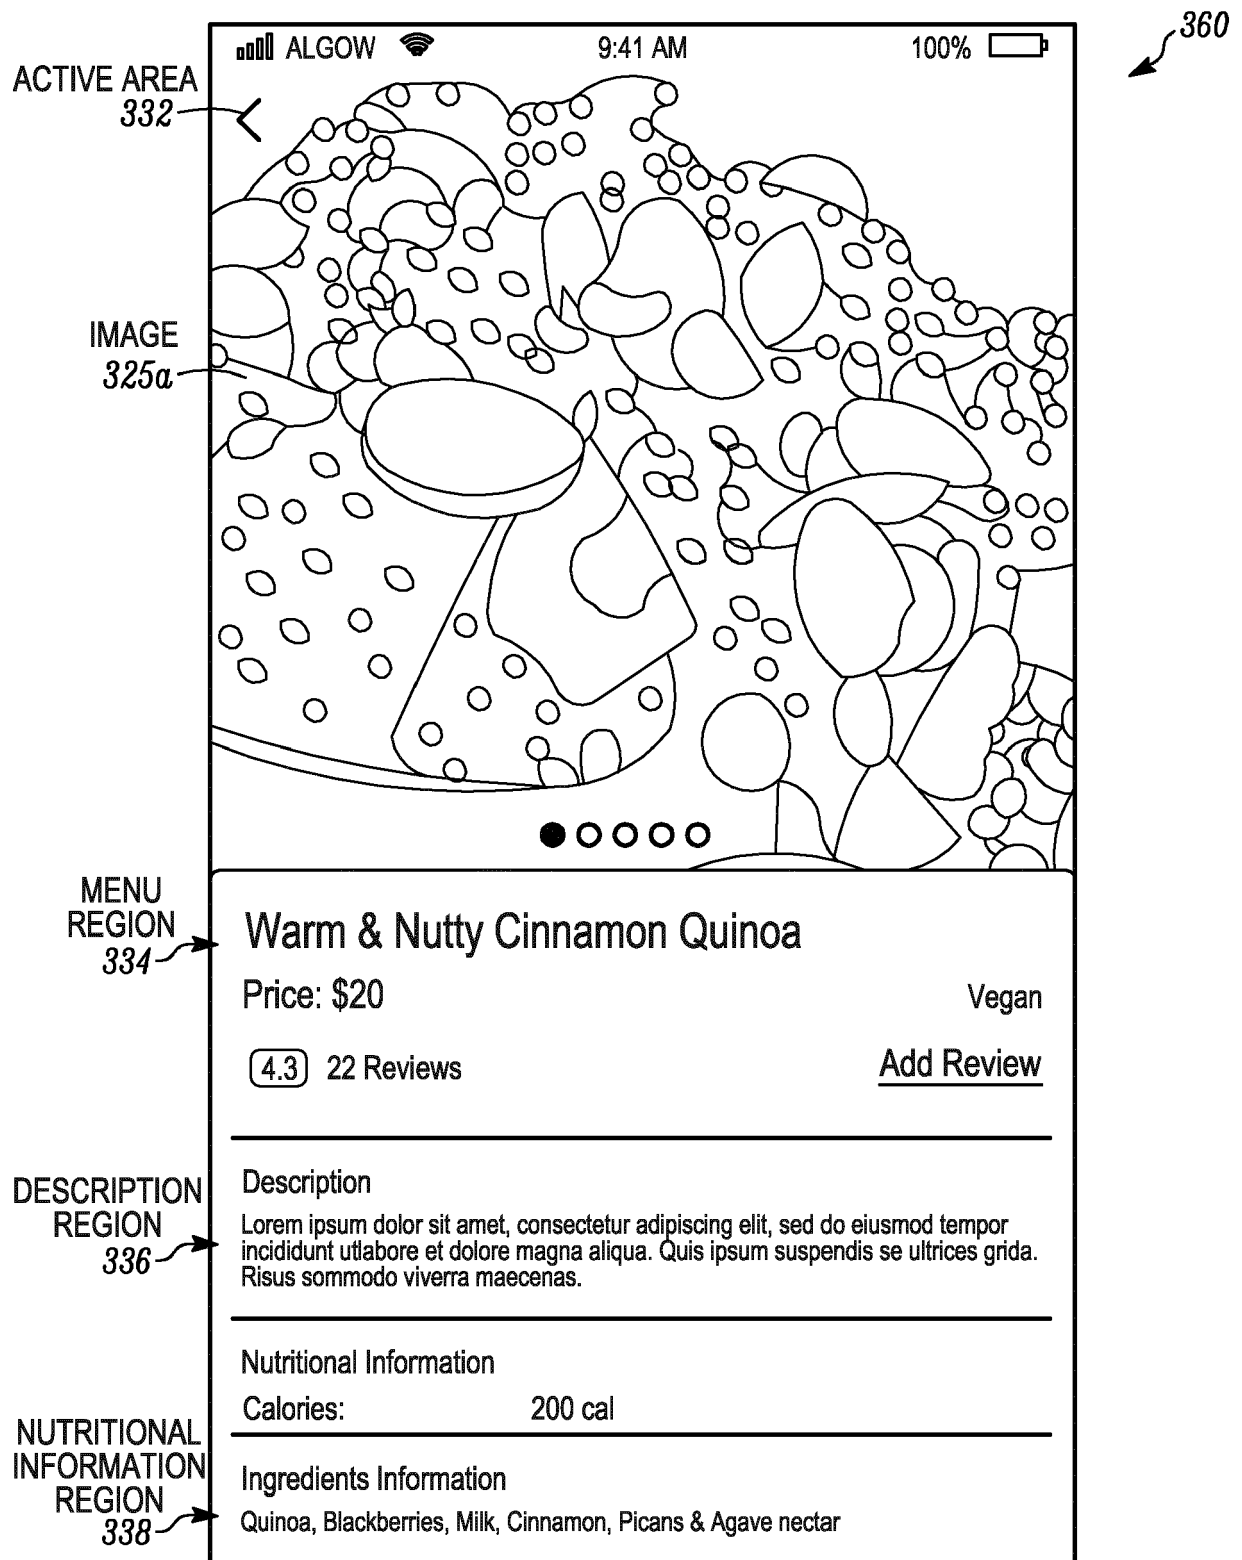 360
ALGOW 9:41 AM 100%
ACTIVE AREA
332
IMAGE
325a
MENU
REGION
334
Warm & Nutty Cinnamon Quinoa
Price: $20 Vegan
4.3 22 Reviews Add Review
DESCRIPTION
REGION
336
Description
Lorem ipsum dolor sit amet, consectetur adipiscing elit, sed do eiusmod tempor
incididunt utlabore et dolore magna aliqua. Quis ipsum suspendis se ultrices grida.
Risus sommodo viverra maecenas.
Nutritional Information
Calories: 200 cal
NUTRITIONAL
INFORMATION
REGION
338
Ingredients Information
Quinoa, Blackberries, Milk, Cinnamon, Picans & Agave nectar